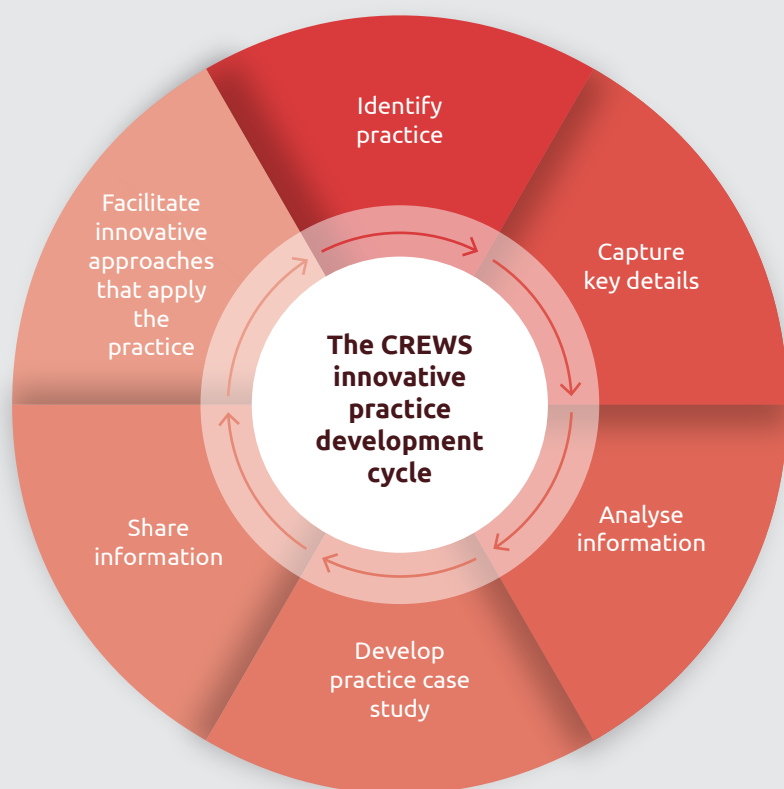 Identify
practice
Capture
key details
Analyse
information
Develop
practice case
study
Share
information
Facilitate
innovative
approaches
that apply
the
practice
The CREWS
innovative
practice
development
cycle